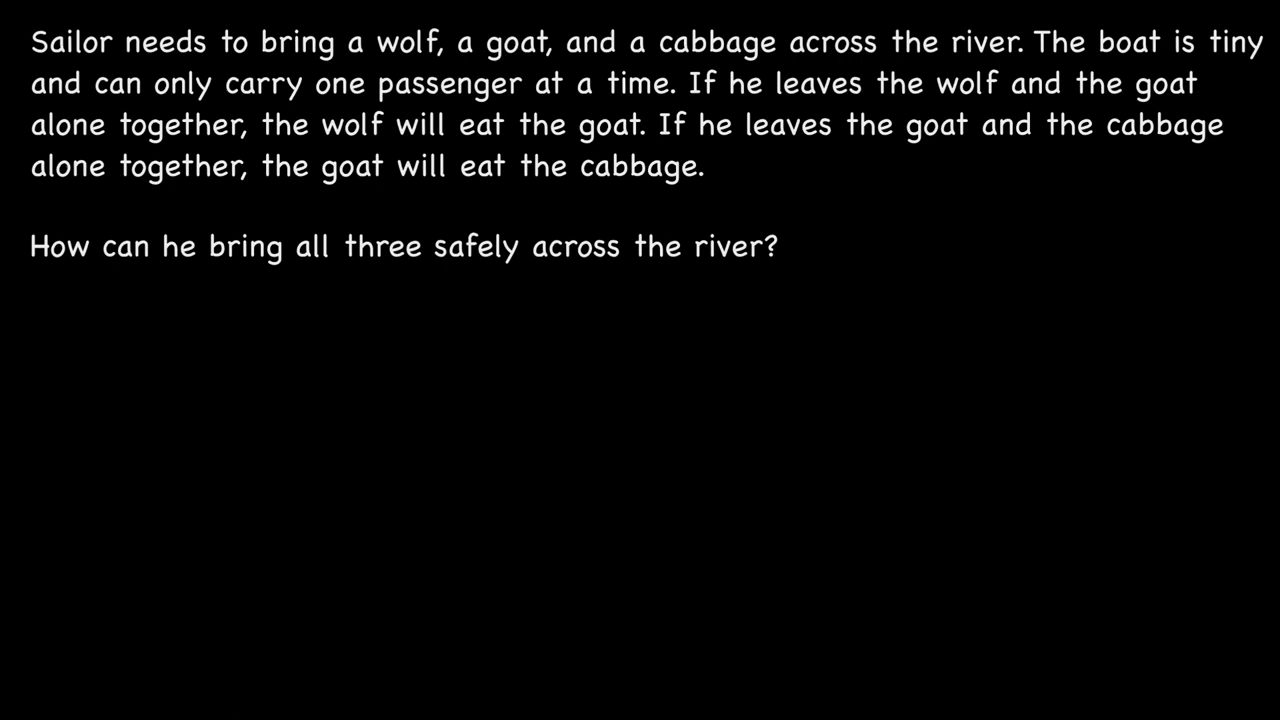 Sailor needs to bring a wolf, a goat, and a cabbage across the river. The boat is tiny
and can only carry one passenger at a time. If he leaves the wolf and the goat
alone together, the wolf will eat the goat. If he leaves the goat and the cabbage
alone together, the goat will eat the cabbage.
How can he bring all three safely across the river?